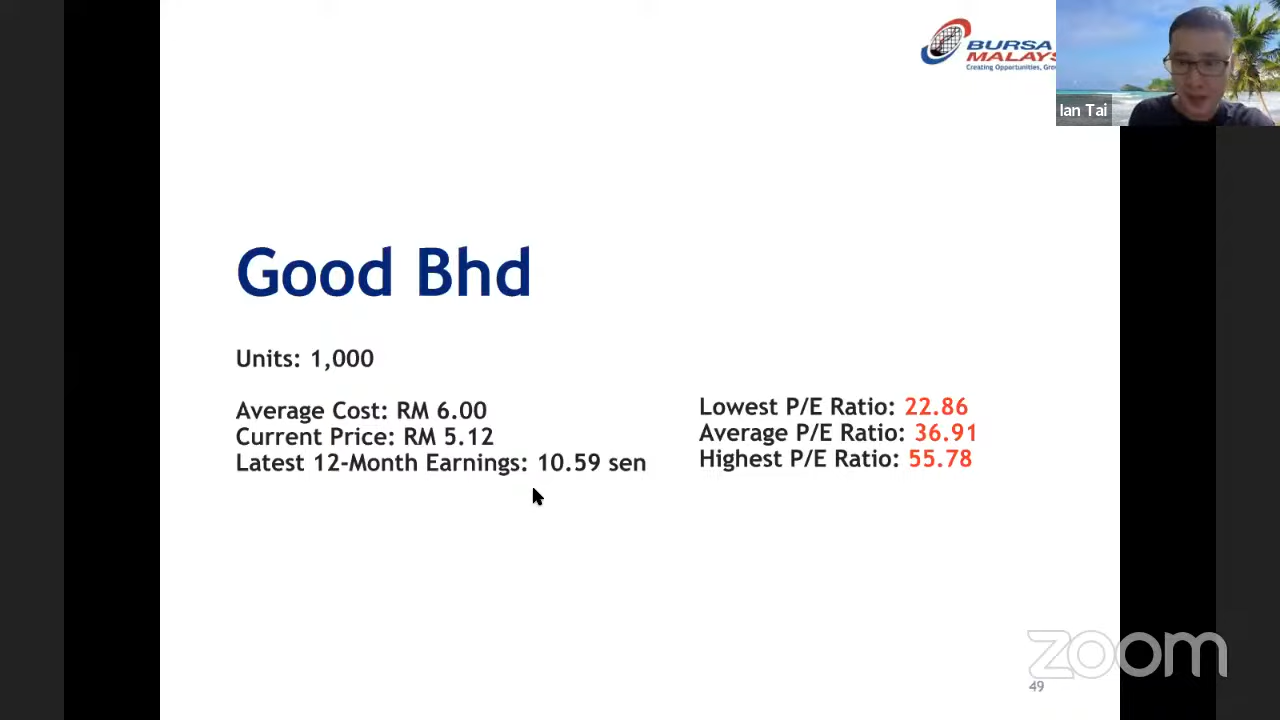 BURSA
MALAYS
Creating Opportunities, Gro
Ian Tai
Good Bhd
Units: 1,000
Average Cost: RM 6.00
Current Price: RM 5.12
Latest 12-Month Earnings: 10.59 sen
Lowest P/E Ratio: 22.86
Average P/E Ratio: 36.91
Highest P/E Ratio: 55.78
zoom
49